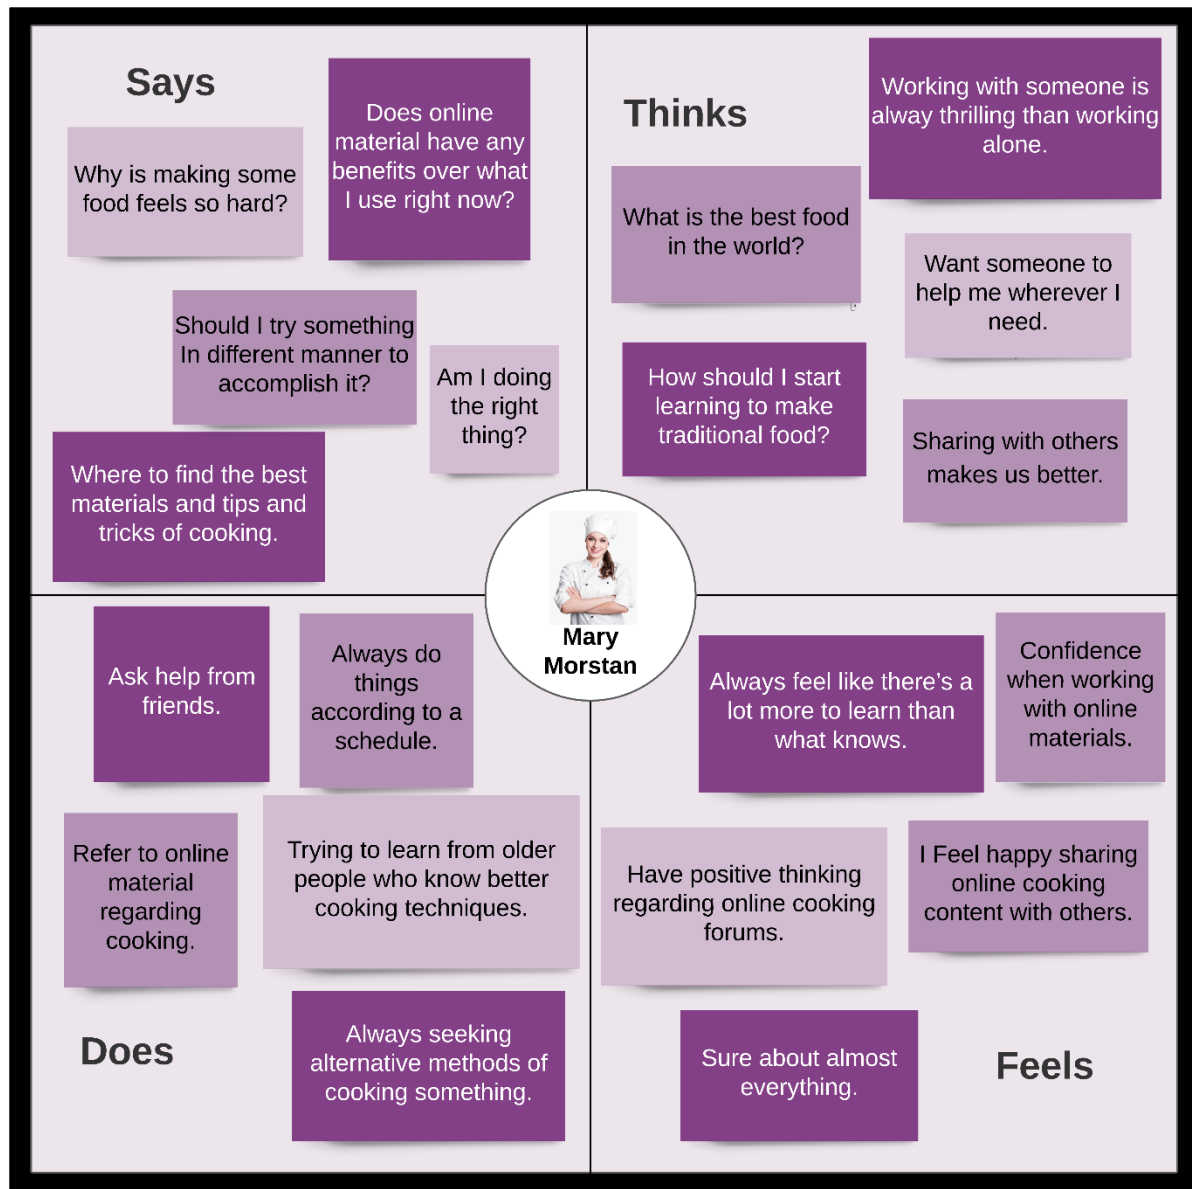 Says
Does online
material have any
benefits over what
I use right now?
Why is making some
food feels so hard?
Should I try something
In different manner to
accomplish it?
Am I doing
the right
thing?
Where to find the best
materials and tips and
tricks of cooking.
Thinks
Working with someone is
alway thrilling than working
alone.
What is the best food
in the world?
Want someone to
help me wherever I
need.
How should I start
learning to make
traditional food?
Sharing with others
makes us better.
Mary
Morstan
Ask help from
friends.
Always do
things
according to a
schedule.
Refer to online
material
regarding
cooking.
Trying to learn from older
people who know better
cooking techniques.
Does
Always seeking
alternative methods of
cooking something.
Always feel like there’s a
lot more to learn than
what knows.
Confidence
when working
with online
materials.
Have positive thinking
regarding online cooking
forums.
I Feel happy sharing
online cooking
content with others.
Sure about almost
everything.
Feels